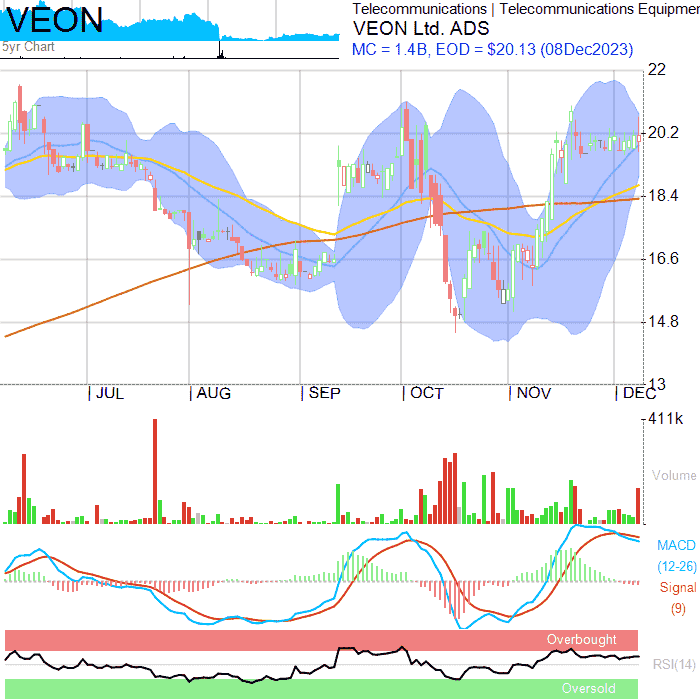 VEON
5yr Chart
Telecommunications | Telecommunications Equipmen
VEON Ltd. ADS
MC = 1.4B, EOD = $20.13 (08Dec2023)
22
20.2
18.4
16.6
14.8
13
JUL AUG SEP OCT NOV DEC
411k
Volume
MACD
(12-26)
Signal
(9)
Overbought
RSI(14)
Oversold